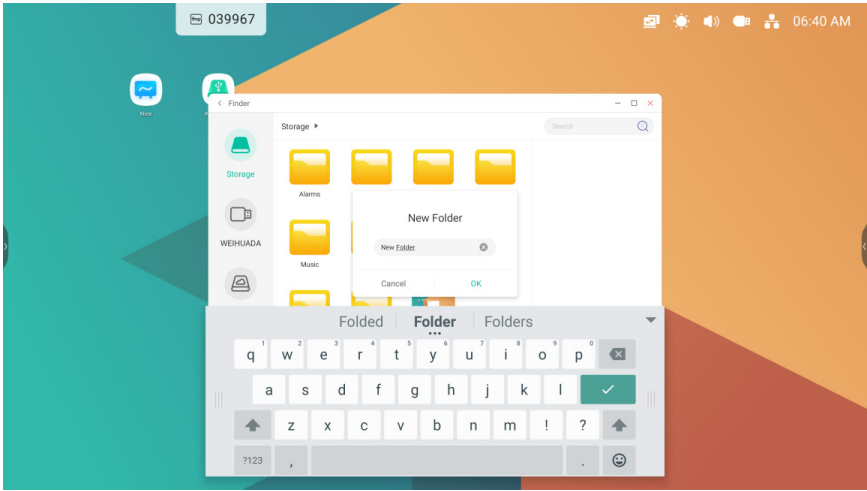 039967
06:40 AM
Note
Finder
Storage
Search
Storage
Alarms
New Folder
WEIHUADA
New Folder
Music
Cancel OK
Folded Folder Folders
q 1 w 2 e 3 r 4 t 5 y 6 u 7 i 8 o 9 p 0
a s d f g h j k l
z x c v b n m ! ?
?123 , .